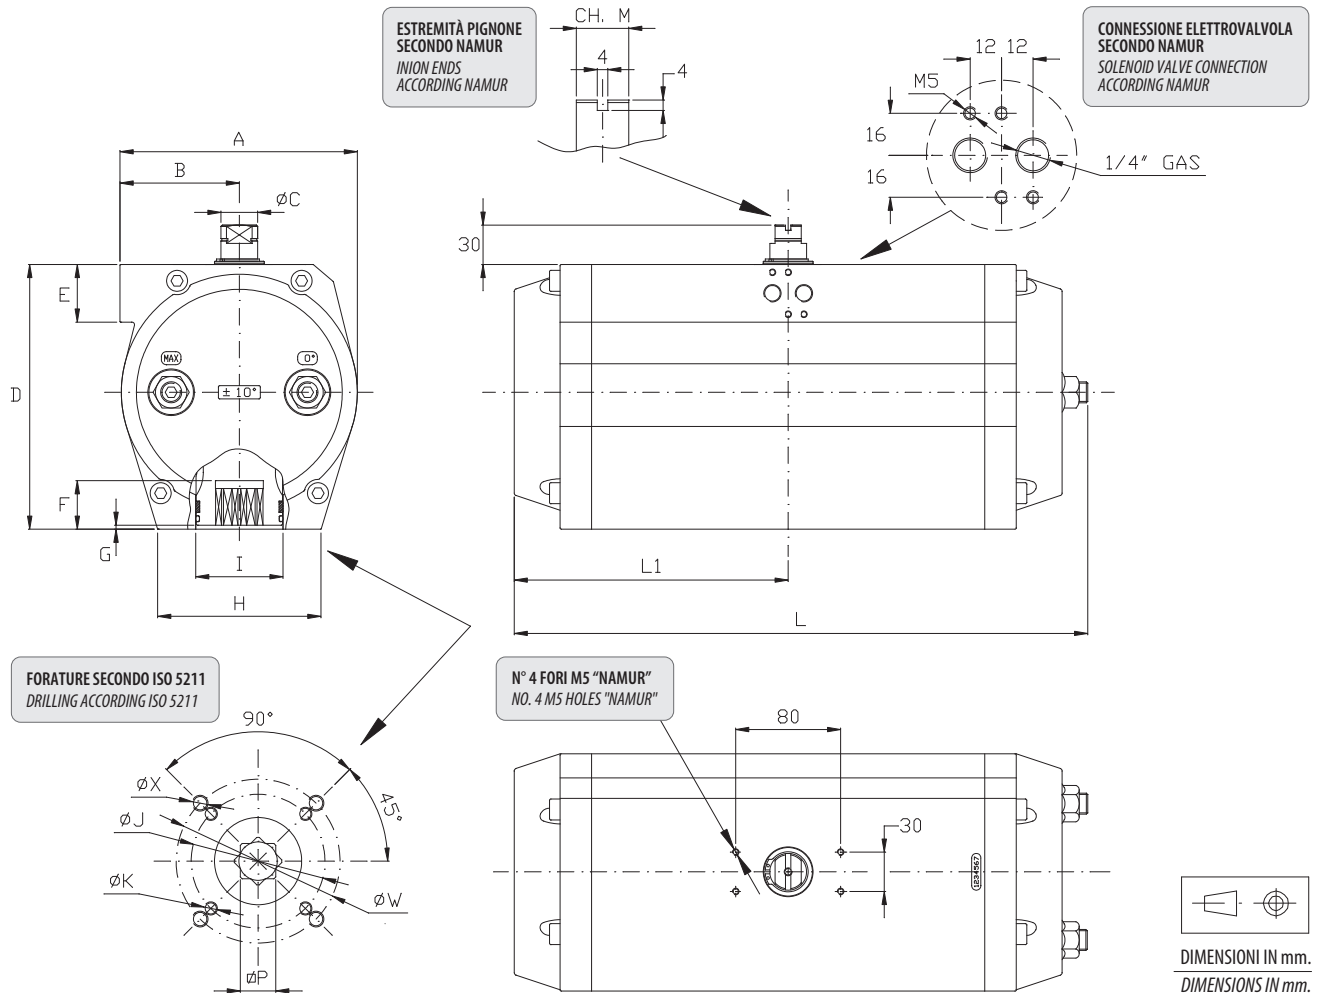 ESTREMITÀ PIGNONE
SECONDO NAMUR
INION ENDS
ACCORDING NAMUR
CH. M
4
4
CONNESSIONE ELETTROVALVOLA
SECONDO NAMUR
SOLENOID VALVE CONNECTION
ACCORDING NAMUR
12 12
M5
16
16
1/4" GAS
A
B
øC
30
E
D
MAX
0°
± 10°
F
G
I
H
L1
L
FORATURE SECONDO ISO 5211
DRILLING ACCORDING ISO 5211
90°
45°
øX
øJ
øK
øW
øP
N° 4 FORI M5 “NAMUR”
NO. 4 M5 HOLES "NAMUR"
80
30
1234567
DIMENSIONI IN mm.
DIMENSIONS IN mm.